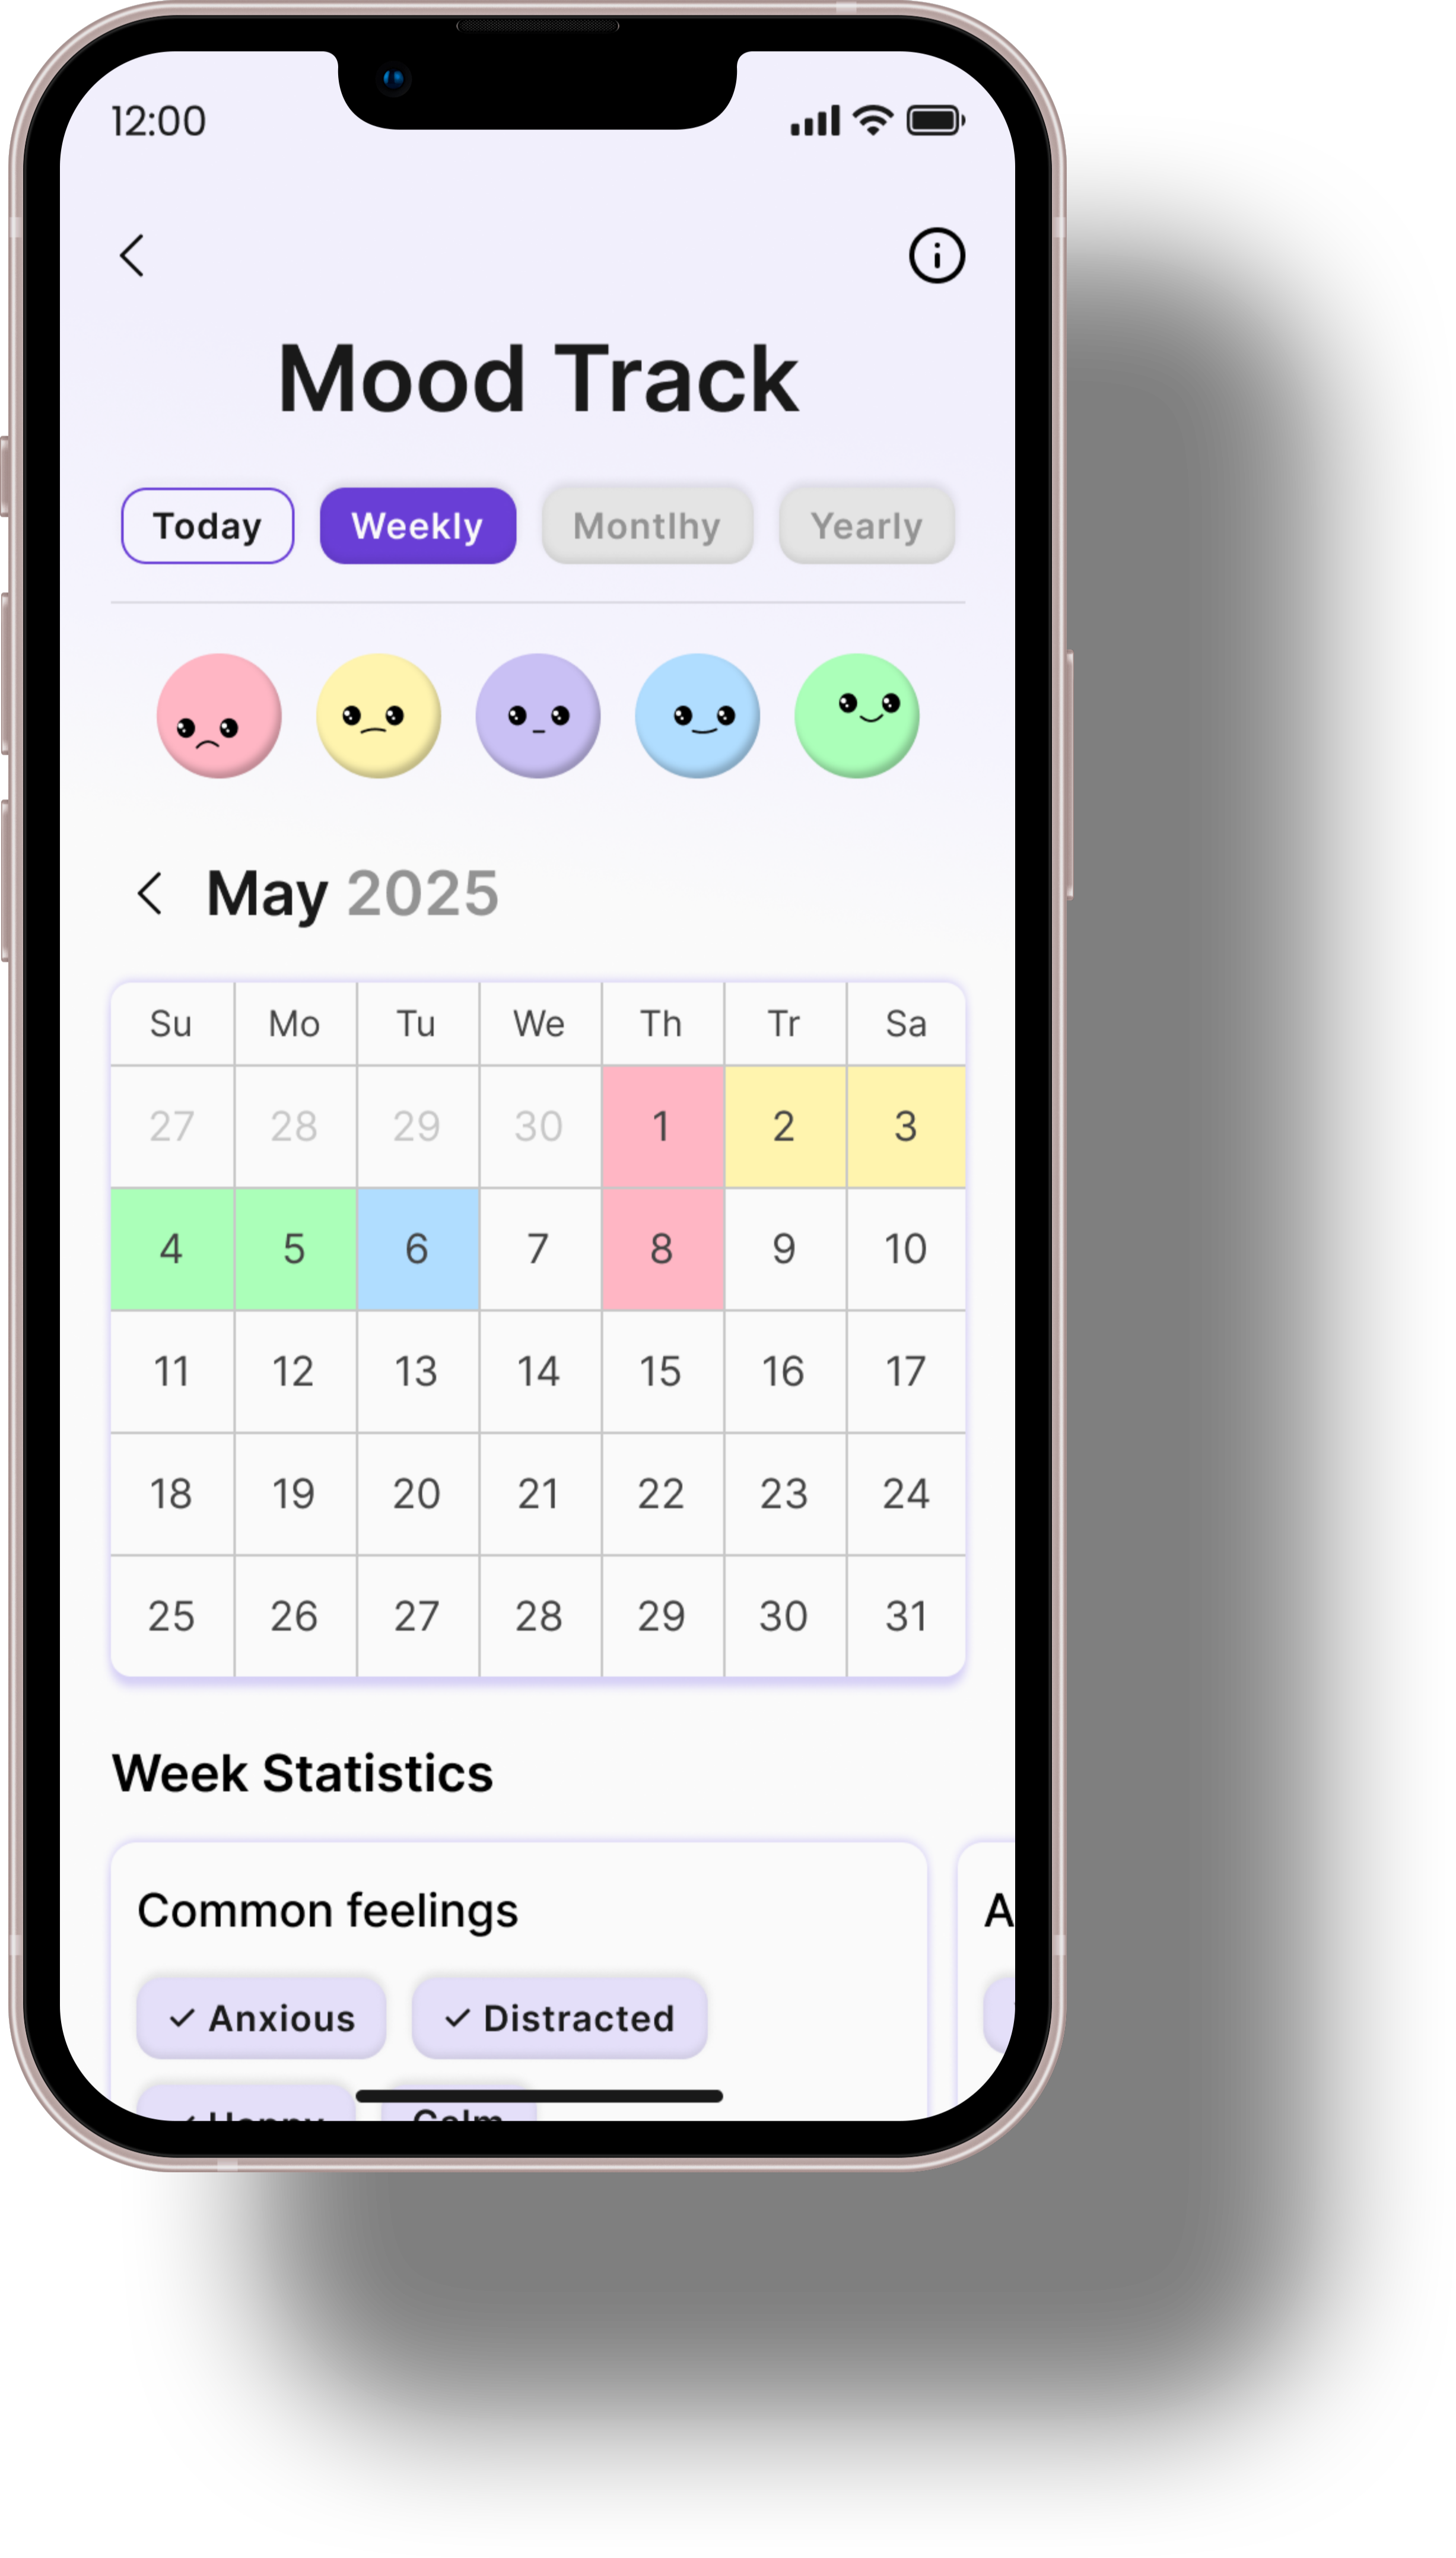 12:00
Mood Track
Today Weekly Montlhy Yearly
May 2025
Su Mo Tu We Th Tr Sa
27 28 29 30 1 2 3
4 5 6 7 8 9 10
11 12 13 14 15 16 17
18 19 20 21 22 23 24
25 26 27 28 29 30 31
Week Statistics
Common feelings A
Anxious Distracted
Happy Calm